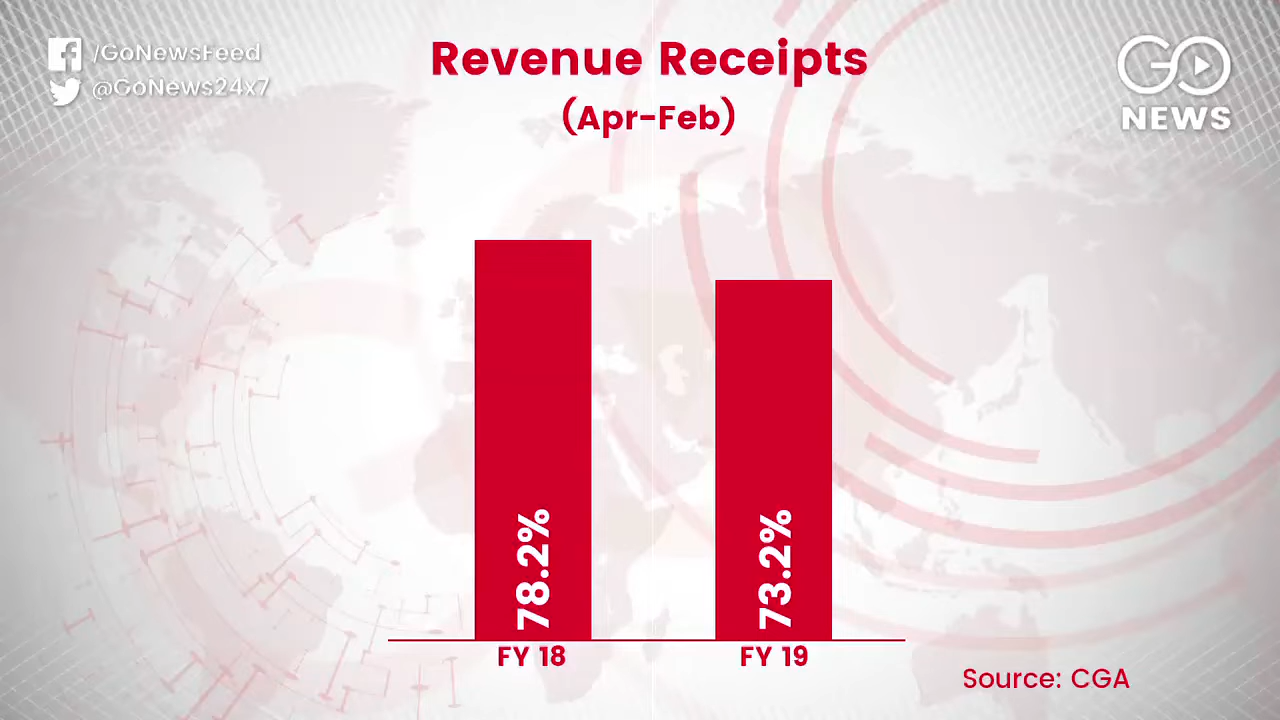 /GoNewsFeed
@GoNews24x7
Revenue Receipts
(Apr-Feb)
GO
NEWS
78.2%
73.2%
FY 18
FY 19
Source: CGA